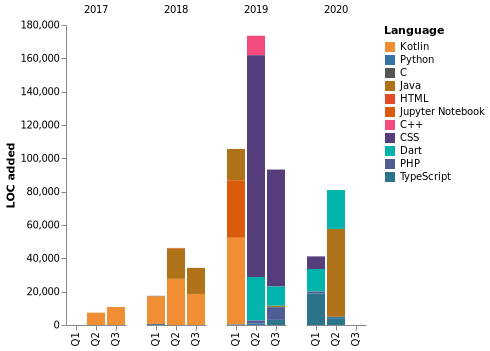 2017 2018 2019 2020
Language
Kotlin
Python
C
Java
HTML
Jupyter Notebook
C++
CSS
Dart
PHP
TypeScript
LOC added
180,000
160,000
140,000
120,000
100,000
80,000
60,000
40,000
20,000
0
Q1 Q2 Q3 Q1 Q2 Q3 Q1 Q2 Q3 Q1 Q2 Q3